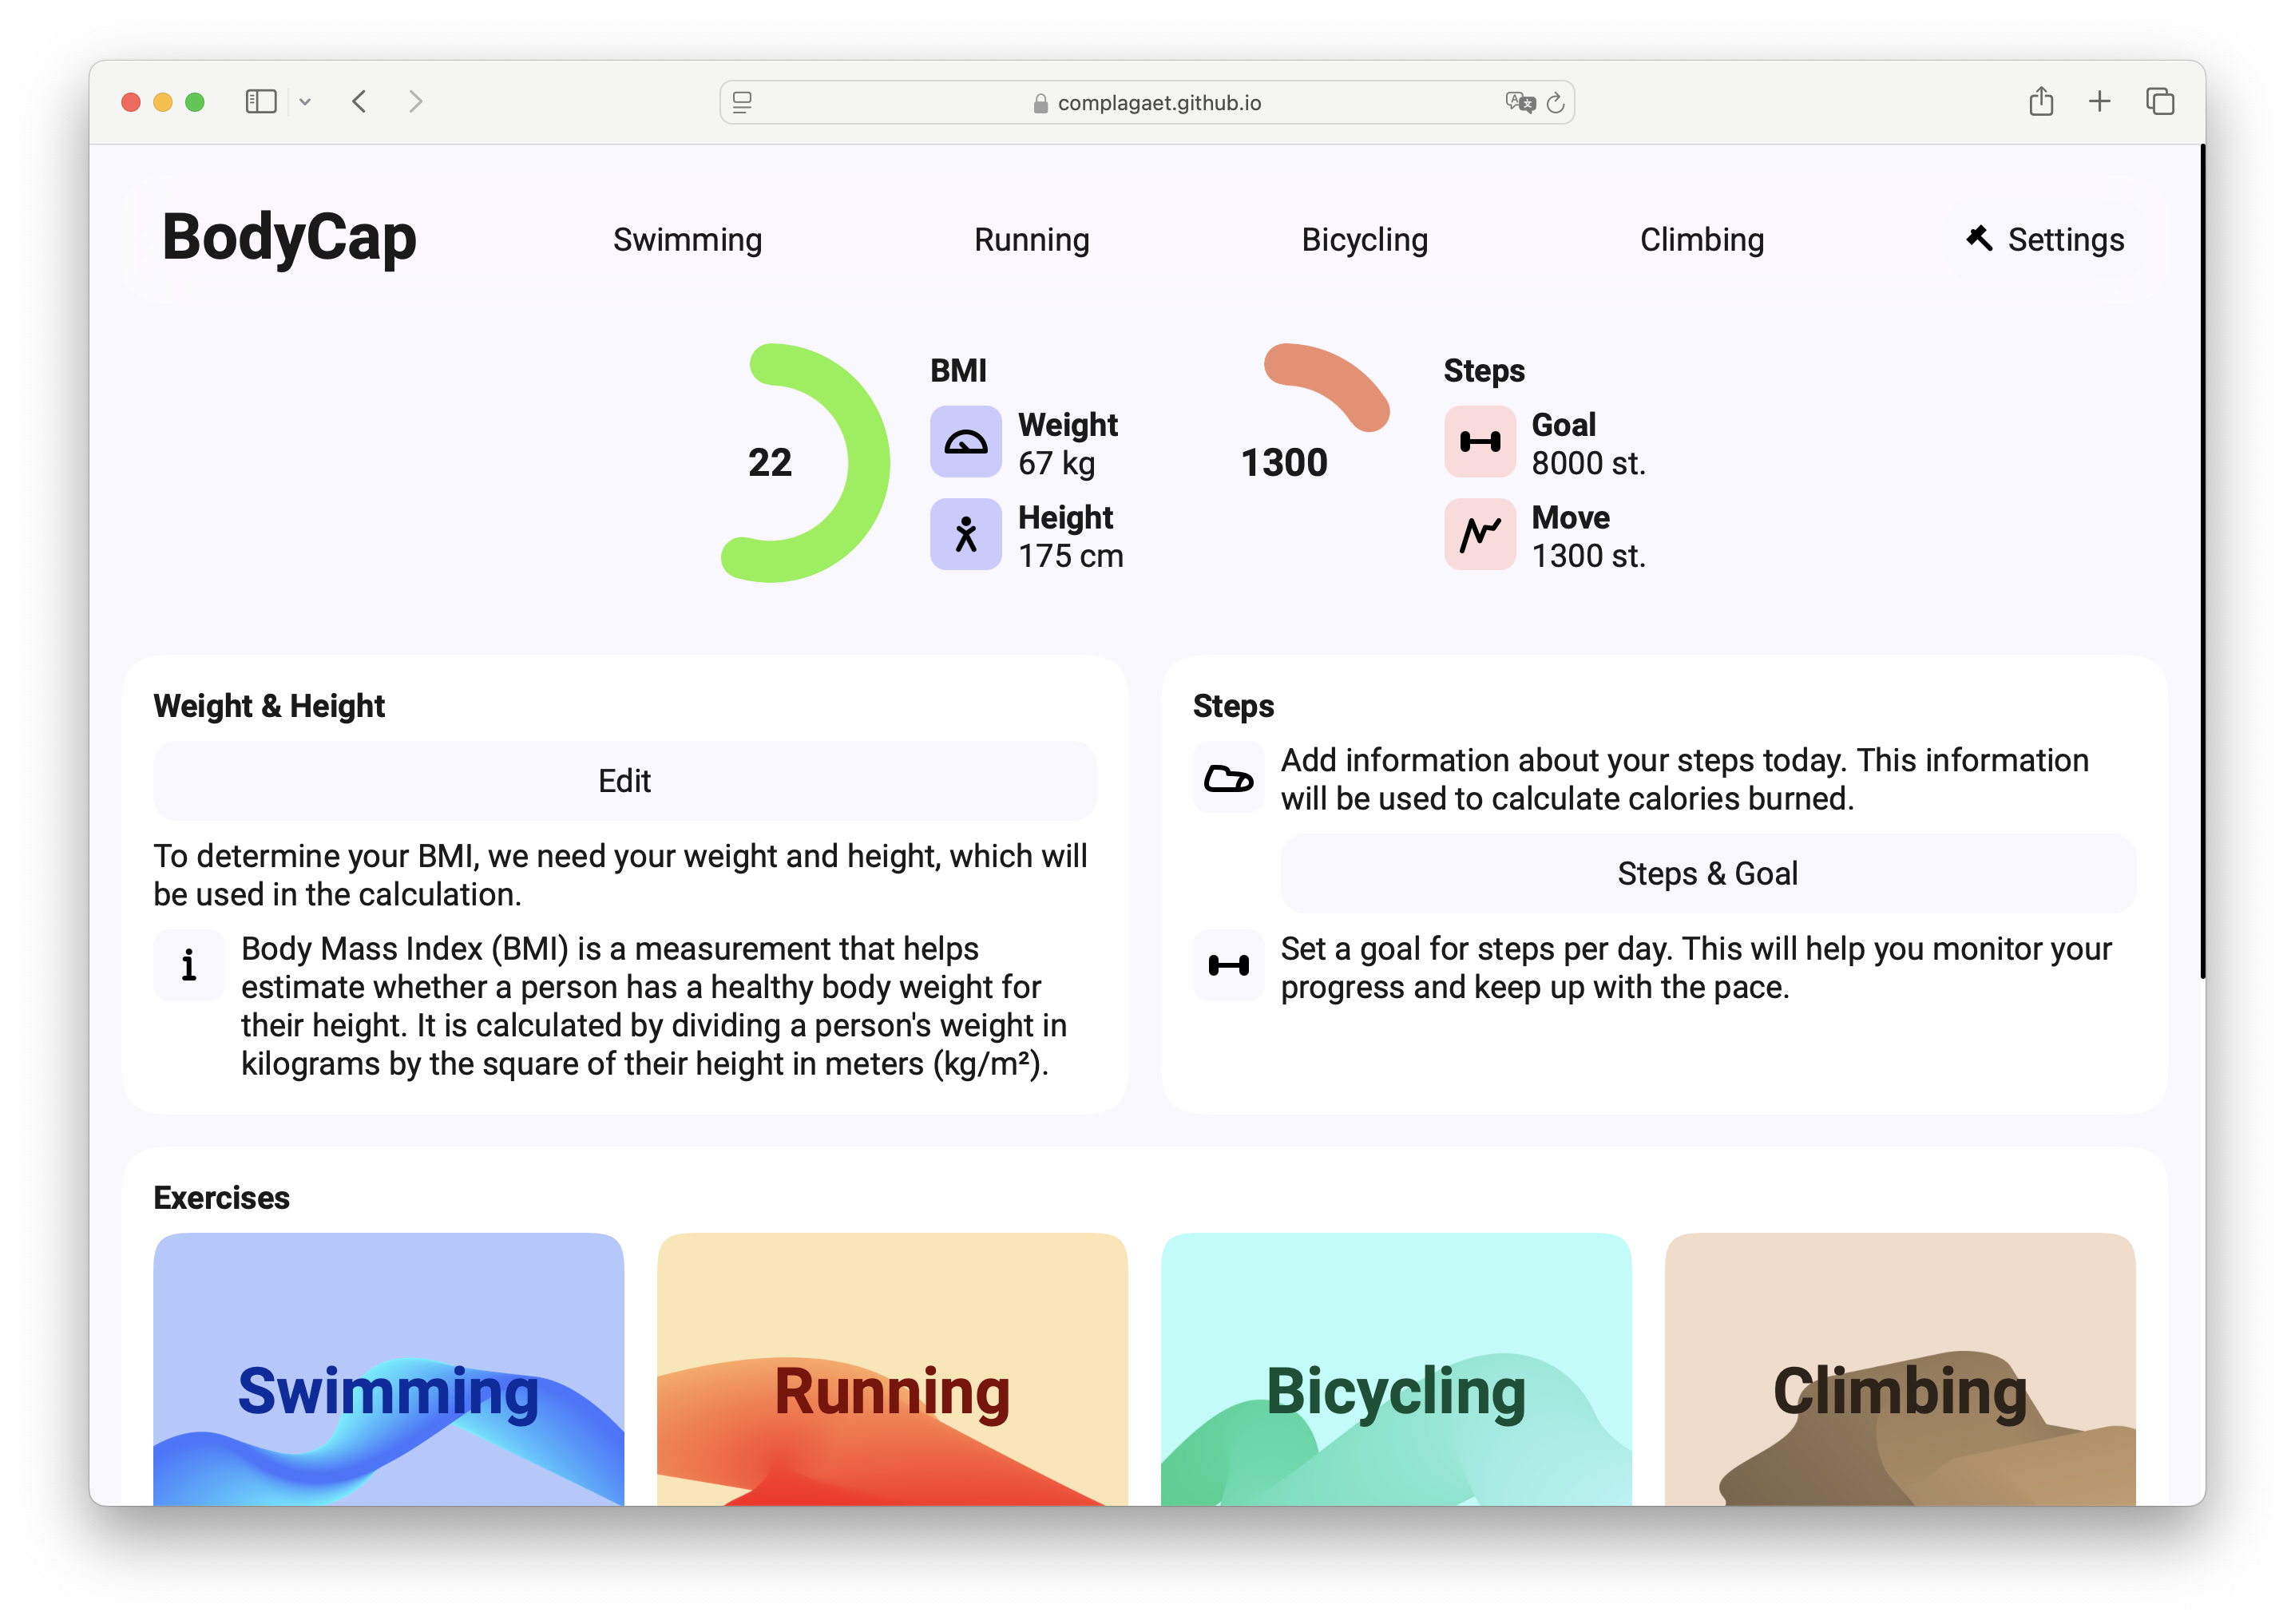 complagaet.github.io
BodyCap
Swimming
Running
Bicycling
Climbing
Settings
22
BMI
Weight
67 kg
Height
175 cm
1300
Steps
Goal
8000 st.
Move
1300 st.
Weight & Height
Edit
To determine your BMI, we need your weight and height, which will
be used in the calculation.
Body Mass Index (BMI) is a measurement that helps
estimate whether a person has a healthy body weight for
their height. It is calculated by dividing a person's weight in
kilograms by the square of their height in meters (kg/m²).
Steps
Add information about your steps today. This information
will be used to calculate calories burned.
Steps & Goal
Set a goal for steps per day. This will help you monitor your
progress and keep up with the pace.
Exercises
Swimming
Running
Bicycling
Climbing